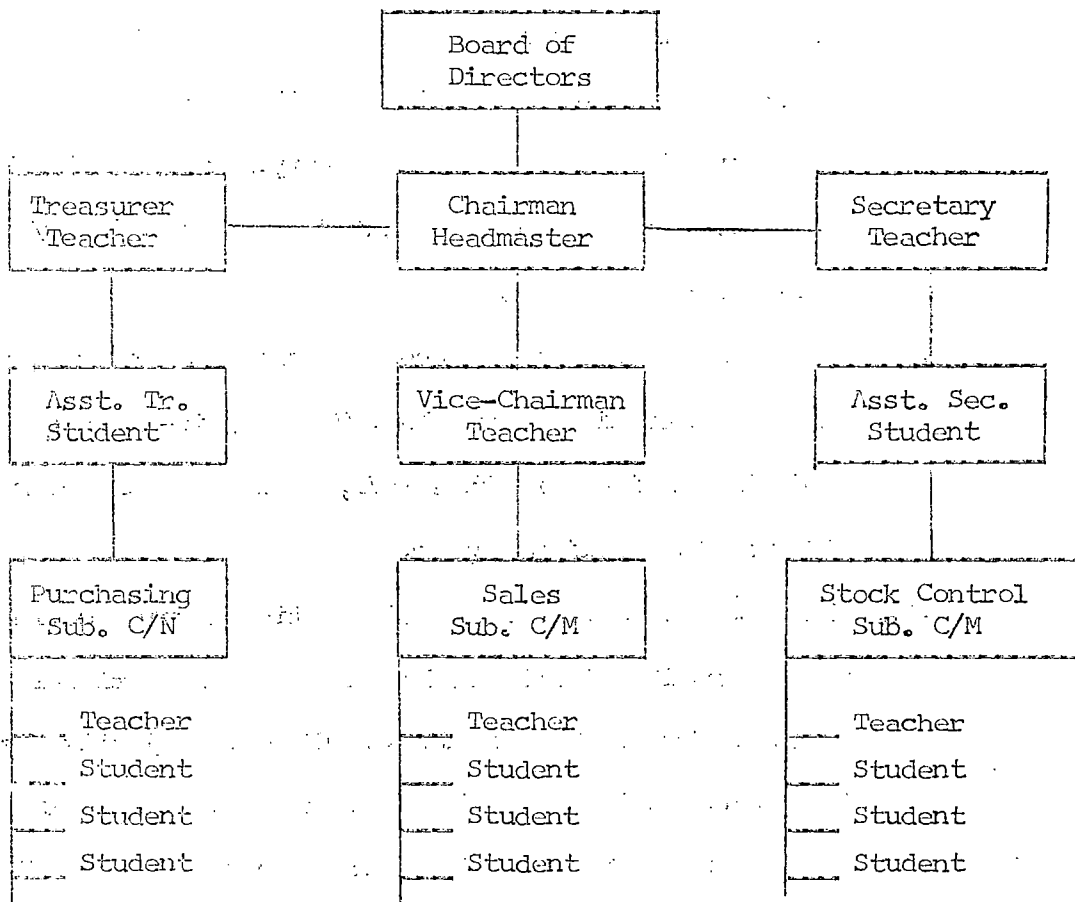 Board of
Directors
Treasurer
Teacher
Chairman
Headmaster
Secretary
Teacher
Asst. Tr.
Student
Vice-Chairman
Teacher
Asst. Sec.
Student
Purchasing
Sub. C/N
Sales
Sub. C/M
Stock Control
Sub. C/M
Teacher
Student
Student
Student
Teacher
Student
Student
Student
Teacher
Student
Student
Student